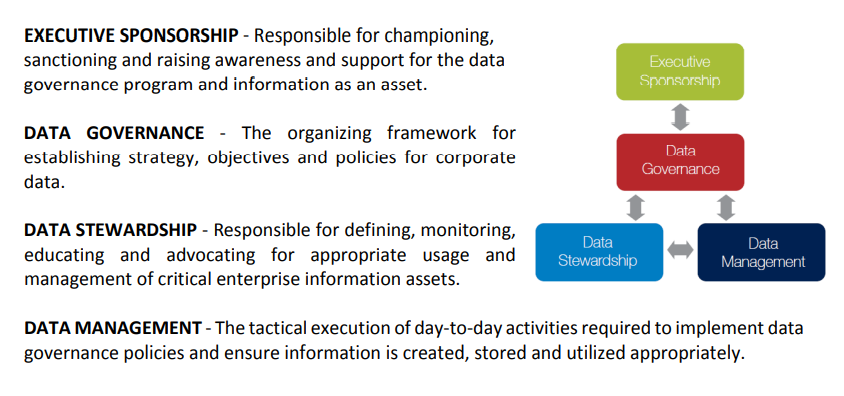 EXECUTIVE SPONSORSHIP - Responsible for championing,
sanctioning and raising awareness and support for the data
governance program and information as an asset.
DATA GOVERNANCE - The organizing framework for
establishing strategy, objectives and policies for corporate
data.
DATA STEWARDSHIP - Responsible for defining, monitoring,
educating and advocating for appropriate usage and
management of critical enterprise information assets.
DATA MANAGEMENT - The tactical execution of day-to-day activities required to implement data
governance policies and ensure information is created, stored and utilized appropriately.
Executive
Sponsorship
Data
Governance
Data
Stewardship
Data
Management